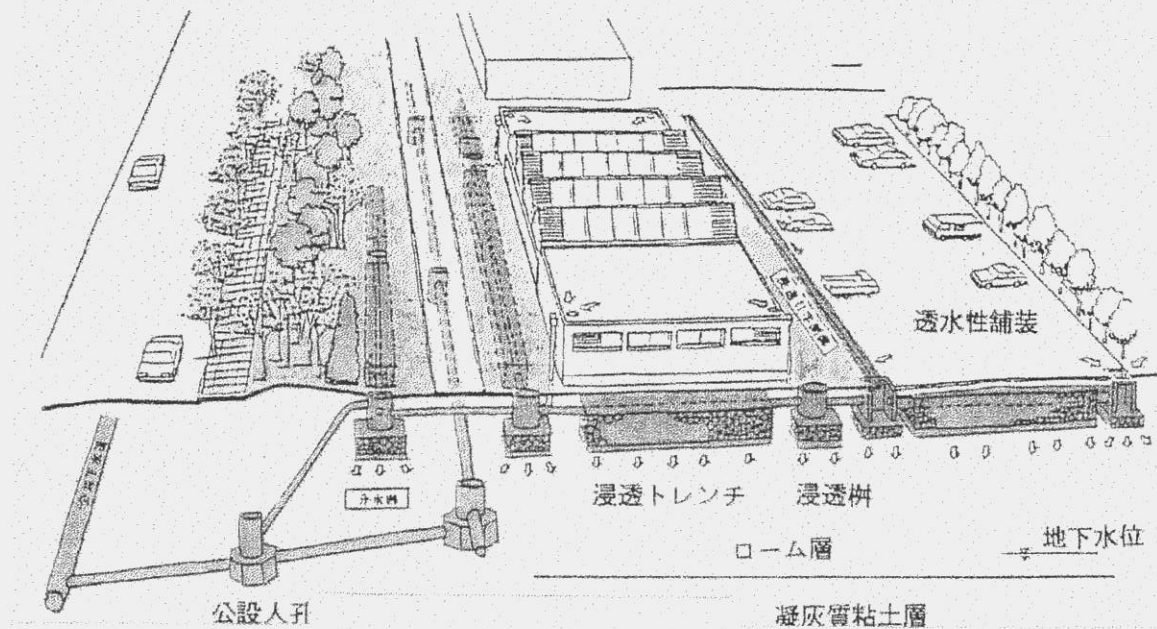 透水性舗装
浸透トレンチ
浸透桝
ローム層
地下水位
公設人孔
凝灰質粘土層